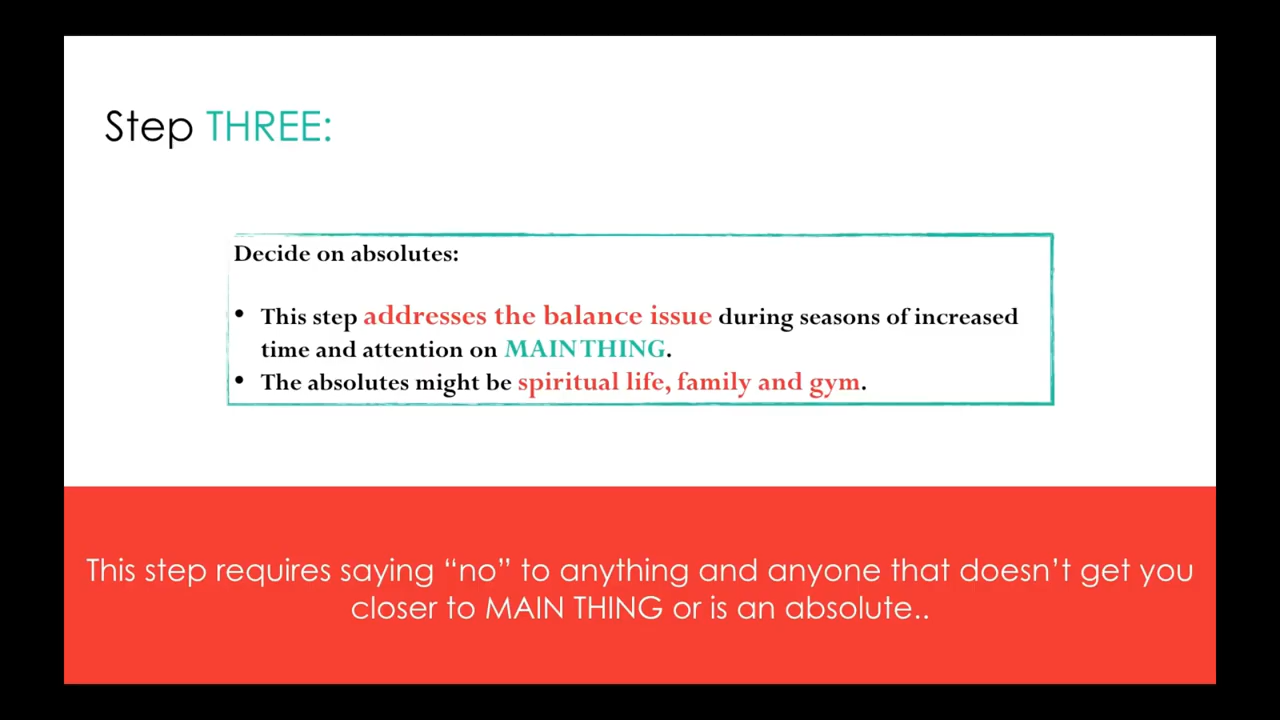 Step THREE:
Decide on absolutes:
• This step addresses the balance issue during seasons of increased
time and attention on MAIN THING.
• The absolutes might be spiritual life, family and gym.
This step requires saying “no” to anything and anyone that doesn’t get you
closer to MAIN THING or is an absolute..